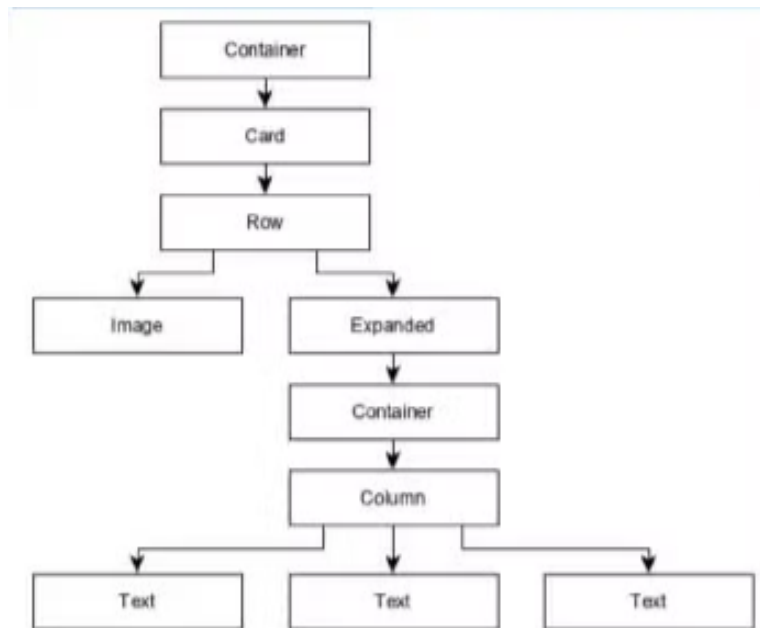 Container
Card
Row
Image
Expanded
Container
Column
Text
Text
Text